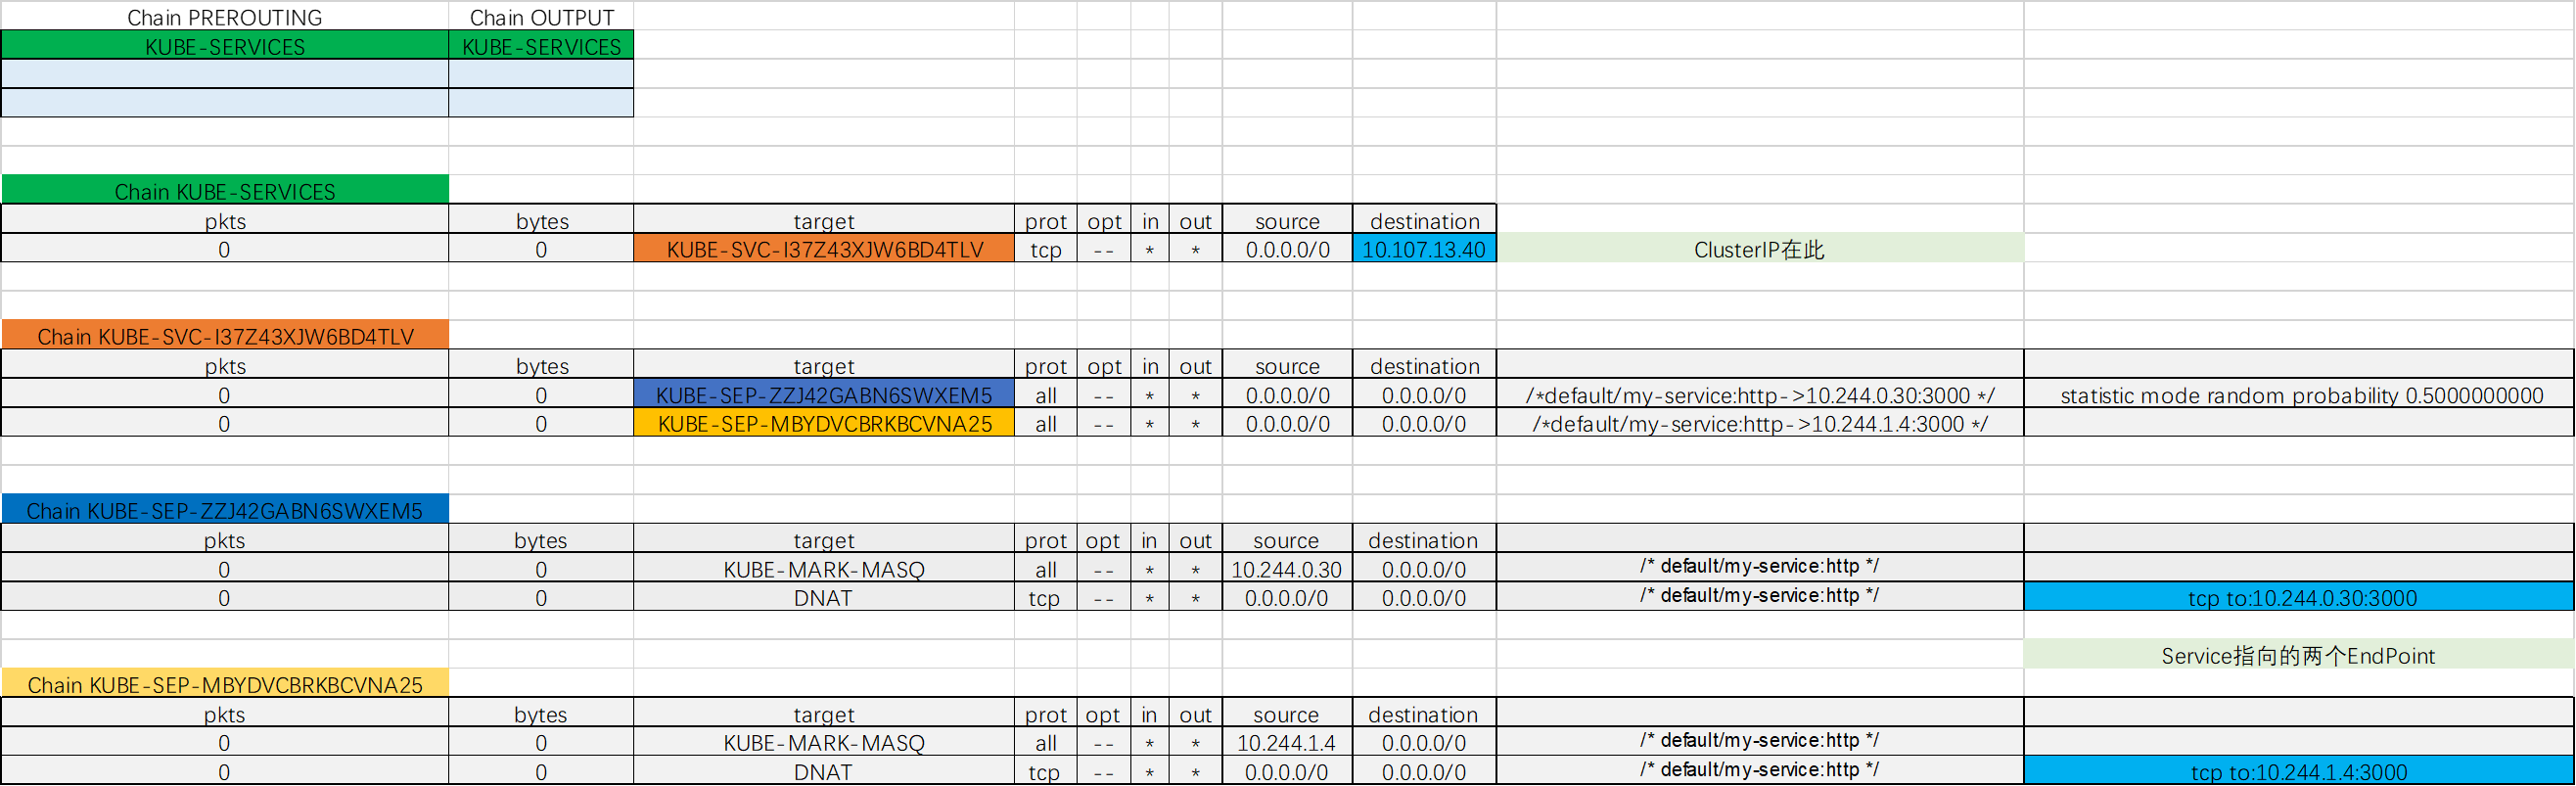 Chain PREROUTING Chain OUTPUT
KUBE-SERVICES KUBE-SERVICES
Chain KUBE-SERVICES
pkts bytes target prot opt in out source destination
0 0 KUBE-SVC-I37Z43XJW6BD4TLV tcp -- * * 0.0.0.0/0 10.107.13.40 ClusterIP在此
Chain KUBE-SVC-I37Z43XJW6BD4TLV
pkts bytes target prot opt in out source destination
0 0 KUBE-SEP-ZZJ42GABN6SWXEM5 all -- * * 0.0.0.0/0 0.0.0.0/0 /*default/my-service:http->10.244.0.30:3000 */ statistic mode random probability 0.5000000000
0 0 KUBE-SEP-MBYDVCBRKBCVNA25 all -- * * 0.0.0.0/0 0.0.0.0/0 /*default/my-service:http->10.244.1.4:3000 */
Chain KUBE-SEP-ZZJ42GABN6SWXEM5
pkts bytes target prot opt in out source destination
0 0 KUBE-MARK-MASQ all -- * * 10.244.0.30 0.0.0.0/0 /* default/my-service:http */
0 0 DNAT tcp -- * * 0.0.0.0/0 0.0.0.0/0 /* default/my-service:http */ tcp to:10.244.0.30:3000
Service指向的两个EndPoint
Chain KUBE-SEP-MBYDVCBRKBCVNA25
pkts bytes target prot opt in out source destination
0 0 KUBE-MARK-MASQ all -- * * 10.244.1.4 0.0.0.0/0 /* default/my-service:http */
0 0 DNAT tcp -- * * 0.0.0.0/0 0.0.0.0/0 /* default/my-service:http */ tcp to:10.244.1.4:3000